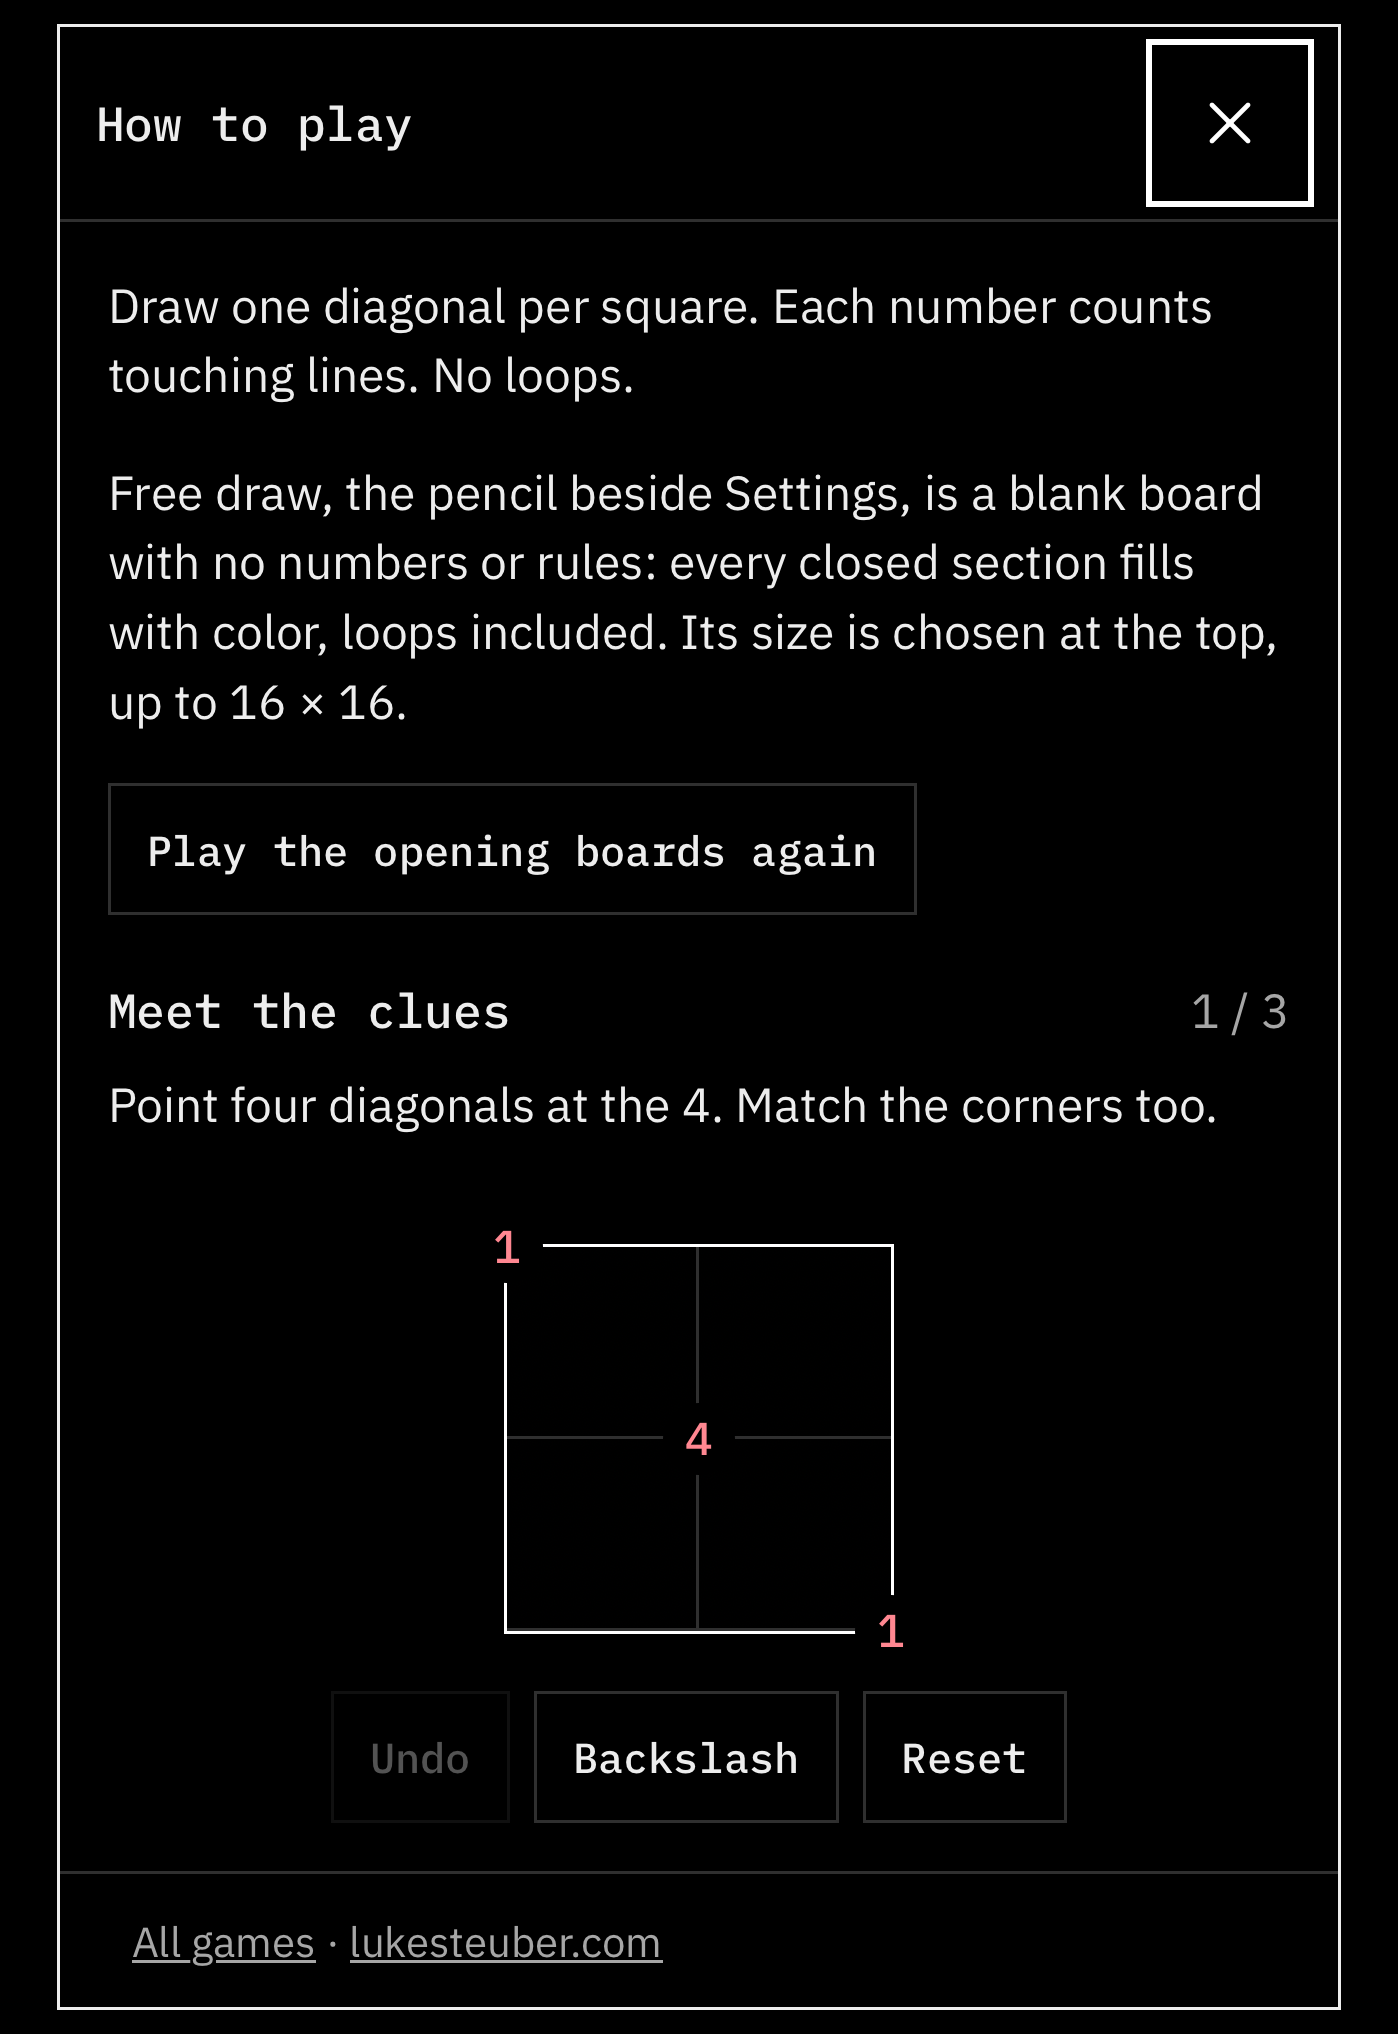 How to play
Draw one diagonal per square. Each number counts
touching lines. No loops.
Free draw, the pencil beside Settings, is a blank board
with no numbers or rules: every closed section fills
with color, loops included. Its size is chosen at the top,
up to 16 × 16.
Play the opening boards again
Meet the clues 1 / 3
Point four diagonals at the 4. Match the corners too.
1
4
1
Undo Backslash Reset
All games · lukesteuber.com